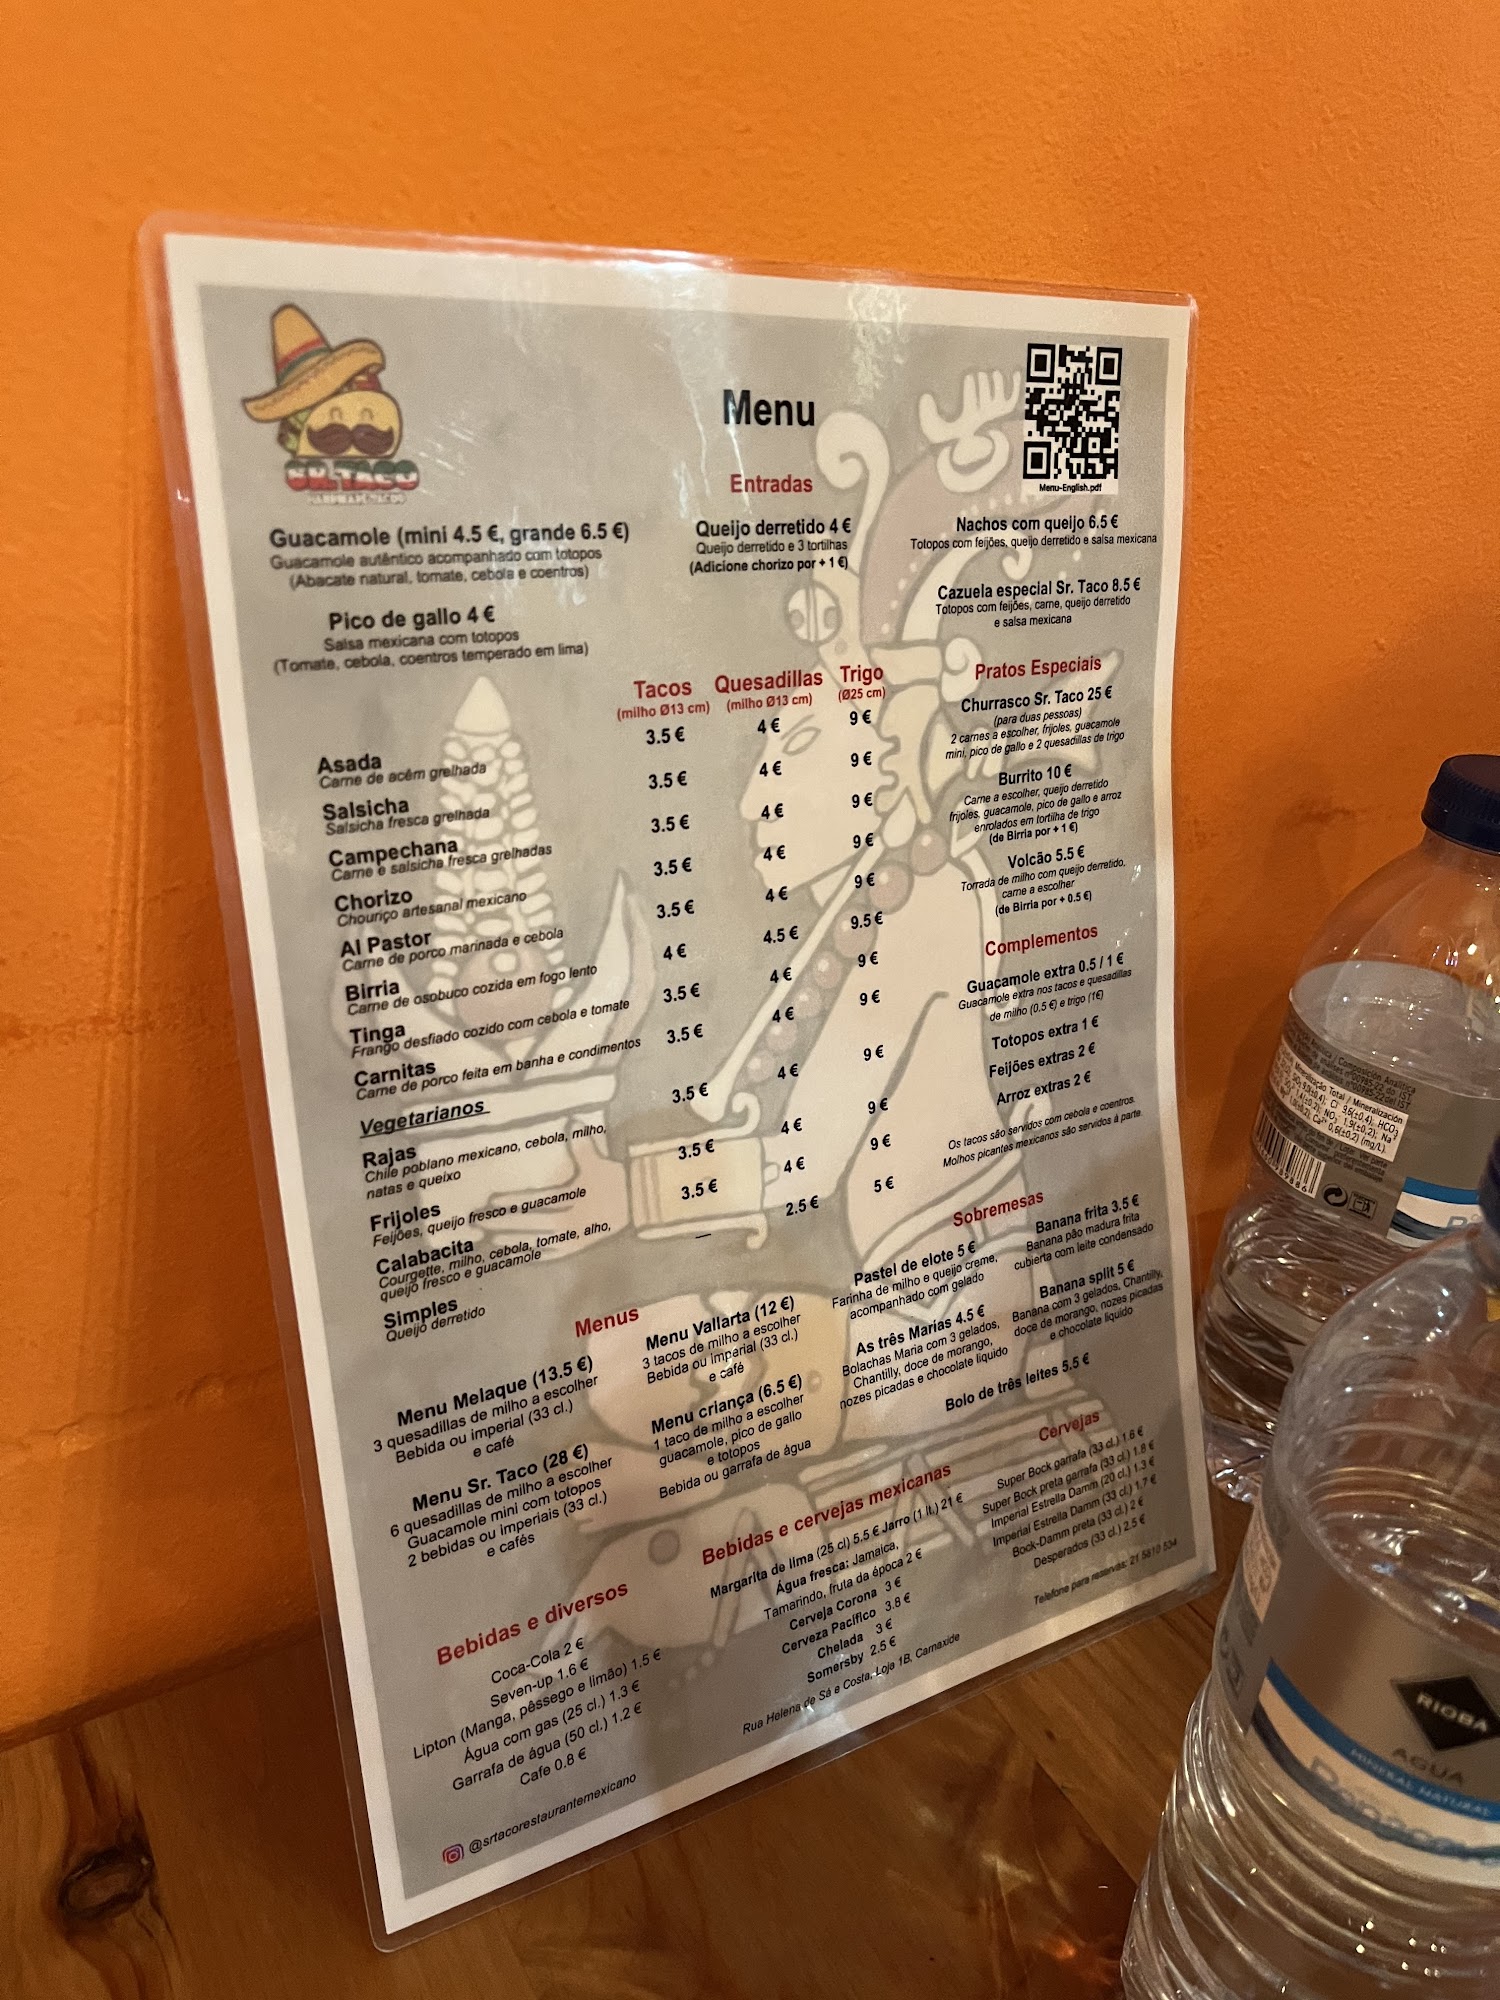 SR.TACO
Menu
Menu-English.pdf
Entradas
Guacamole (mini 4.5 €, grande 6.5 €)
Guacamole autêntico acompanhado com totopos
(Abacate natural, tomate, cebola e coentros)
Pico de gallo 4 €
Salsa mexicana com totopos
(Tomate, cebola, coentros temperado em lima)
Queijo derretido 4 €
Queijo derretido e 3 tortilhas
(Adicione chorizo por + 1 €)
Nachos com queijo 6.5 €
Totopos com feijões, queijo derretido e salsa mexicana
Cazuela especial Sr. Taco 8.5 €
Totopos com feijões, carne, queijo derretido
e salsa mexicana
Tacos Quesadillas Trigo
(milho Ø13 cm) (milho Ø13 cm) (Ø25 cm)
Asada 3.5 € 4 € 9 €
Carne de acém grelhada
Salsicha 3.5 € 4 € 9 €
Salsicha fresca grelhada
Campechana 3.5 € 4 € 9 €
Carne e salsicha fresca grelhadas
Chorizo 3.5 € 4 € 9 €
Chouriço artesanal mexicano
Al Pastor 3.5 € 4 € 9 €
Carne de porco marinada e cebola
Birria 4 € 4.5 € 9.5 €
Carne de osobuco cozida em fogo lento
Tinga 3.5 € 4 € 9 €
Frango desfiado cozido com cebola e tomate
Carnitas 3.5 € 4 € 9 €
Carne de porco feita em banha e condimentos
Vegetarianos
Rajas 3.5 € 4 € 9 €
Chile poblano mexicano, cebola, milho,
natas e queixo
Frijoles 3.5 € 4 € 9 €
Feijões, queijo fresco e guacamole
Calabacita 3.5 € 4 € 9 €
Courgette, milho, cebola, tomate, alho,
queijo fresco e guacamole
Simples — 2.5 € 5 €
Queijo derretido
Pratos Especiais
Churrasco Sr. Taco 25 €
(para duas pessoas)
2 carnes à escolher, frijoles, guacamole
mini, pico de gallo e 2 quesadillas de trigo
Burrito 10 €
Carne a escolher, queijo derretido
frijoles, guacamole, pico de gallo e arroz
enrolados em tortilha de trigo
(de Birria por + 1 €)
Volcão 5.5 €
Torrada de milho com queijo derretido,
carne a escolher
(de Birria por + 0.5 €)
Complementos
Guacamole extra 0.5 / 1 €
Guacamole extra nos tacos e quesadillas
de milho (0.5 €) e trigo (1€)
Totopos extra 1 €
Feijões extras 2 €
Arroz extras 2 €
Os tacos são servidos com cebola e coentros.
Molhos picantes mexicanos são servidos à parte.
Menus
Menu Melaque (13.5 €)
3 quesadillas de milho a escolher
Bebida ou imperial (33 cl.)
e café
Menu Sr. Taco (28 €)
6 quesadillas de milho a escolher
Guacamole mini com totopos
2 bebidas ou imperiais (33 cl.)
e cafés
Menu Vallarta (12 €)
3 tacos de milho a escolher
Bebida ou imperial (33 cl.)
e café
Menu criança (6.5 €)
1 taco de milho a escolher
guacamole, pico de gallo
e totopos
Bebida ou garrafa de água
Sobremesas
Pastel de elote 5 €
Farinha de milho e queijo creme,
acompanhado com gelado
As três Marias 4.5 €
Bolachas Maria com 3 gelados,
Chantilly, doce de morango,
nozes picadas e chocolate liquido
Banana frita 3.5 €
Banana pão madura frita
cubierta com leite condensado
Banana split 5 €
Banana com 3 gelados, Chantilly,
doce de morango, nozes picadas
e chocolate liquido
Bolo de três leites 5.5 €
Bebidas e diversos
Coca-Cola 2 €
Seven-up 1.6 €
Lipton (Manga, pêssego e limão) 1.5 €
Água com gas (25 cl.) 1.3 €
Garrafa de água (50 cl.) 1.2 €
Cafe 0.8 €
Bebidas e cervejas mexicanas
Margarita de lima (25 cl) 5.5 € Jarro (1 lt.) 21 €
Água fresca: Jamaica,
Tamarindo, fruta da época 2 €
Cerveja Corona 3 €
Cerveza Pacífico 3.8 €
Chelada 3 €
Somersby 2.5 €
Cervejas
Super Bock garrafa (33 cl.) 1.6 €
Super Bock preta garrafa (33 cl.) 1.8 €
Imperial Estrella Damm (20 cl.) 1.3 €
Imperial Estrella Damm (33 cl.) 1.7 €
Bock-Damm preta (33 cl.) 2 €
Desperados (33 cl.) 2.5 €
Telefone para reservas: 21 5810 534
Rua Helena de Sá e Costa, Loja 1B, Carnaxide
@srtacorestaurantemexicano
RIOBA
AGUA
MINERAL NATURAL